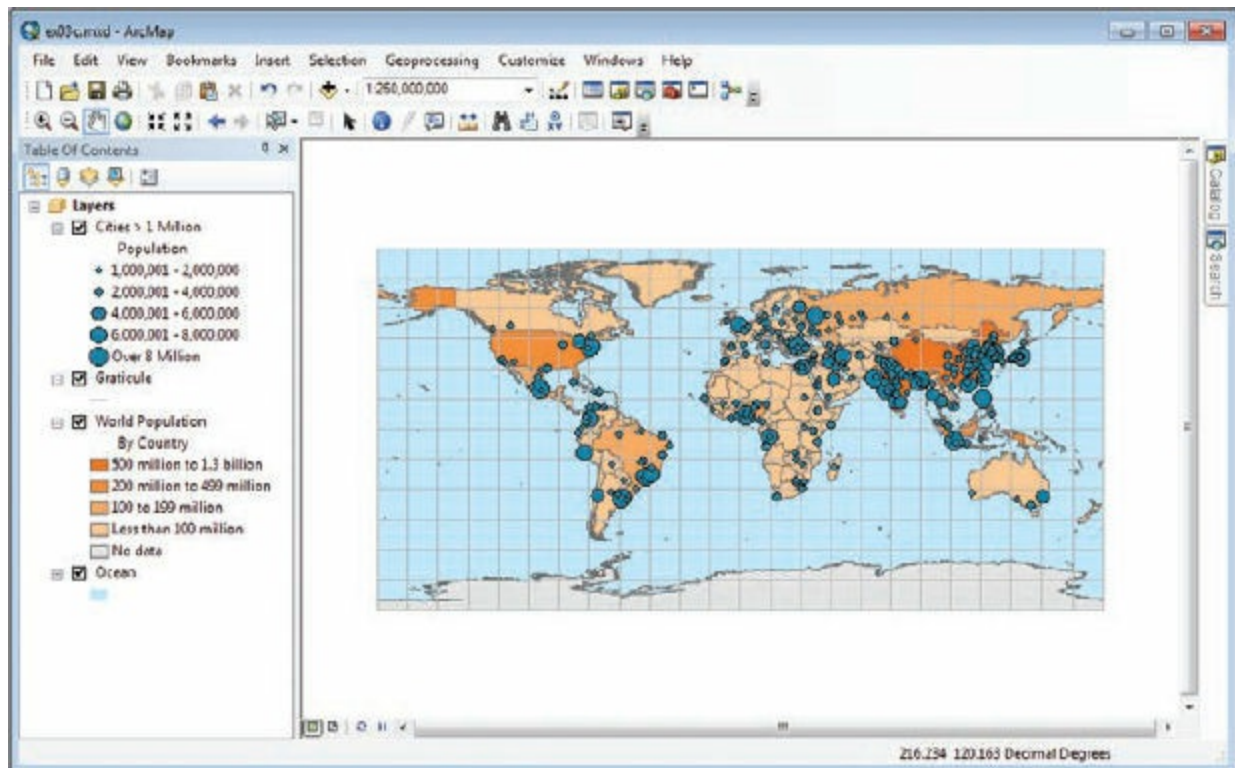 ex03a.mxd - ArcMap
File Edit View Bookmarks Insert Selection Geoprocessing Customize Windows Help
1:260,000,000
Table Of Contents
Layers
Cities > 1 Million
Population
1,000,001 - 2,000,000
2,000,001 - 4,000,000
4,000,001 - 6,000,000
6,000,001 - 8,000,000
Over 8 Million
Graticule
World Population
By Country
500 million to 1.3 billion
200 million to 499 million
100 to 199 million
Less than 100 million
No data
Ocean
Catalog
Search
216.234 120.163 Decimal Degrees